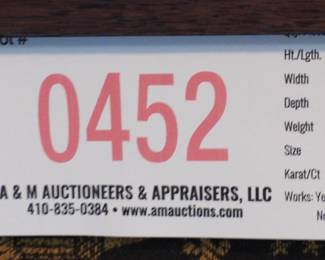 Lot #
0452
A & M AUCTIONEERS & APPRAISERS, LLC
410-835-0384 • www.amauctions.com
Ht./Lgth.
Width
Depth
Weight
Size
Karat/Ct
Works: Ye